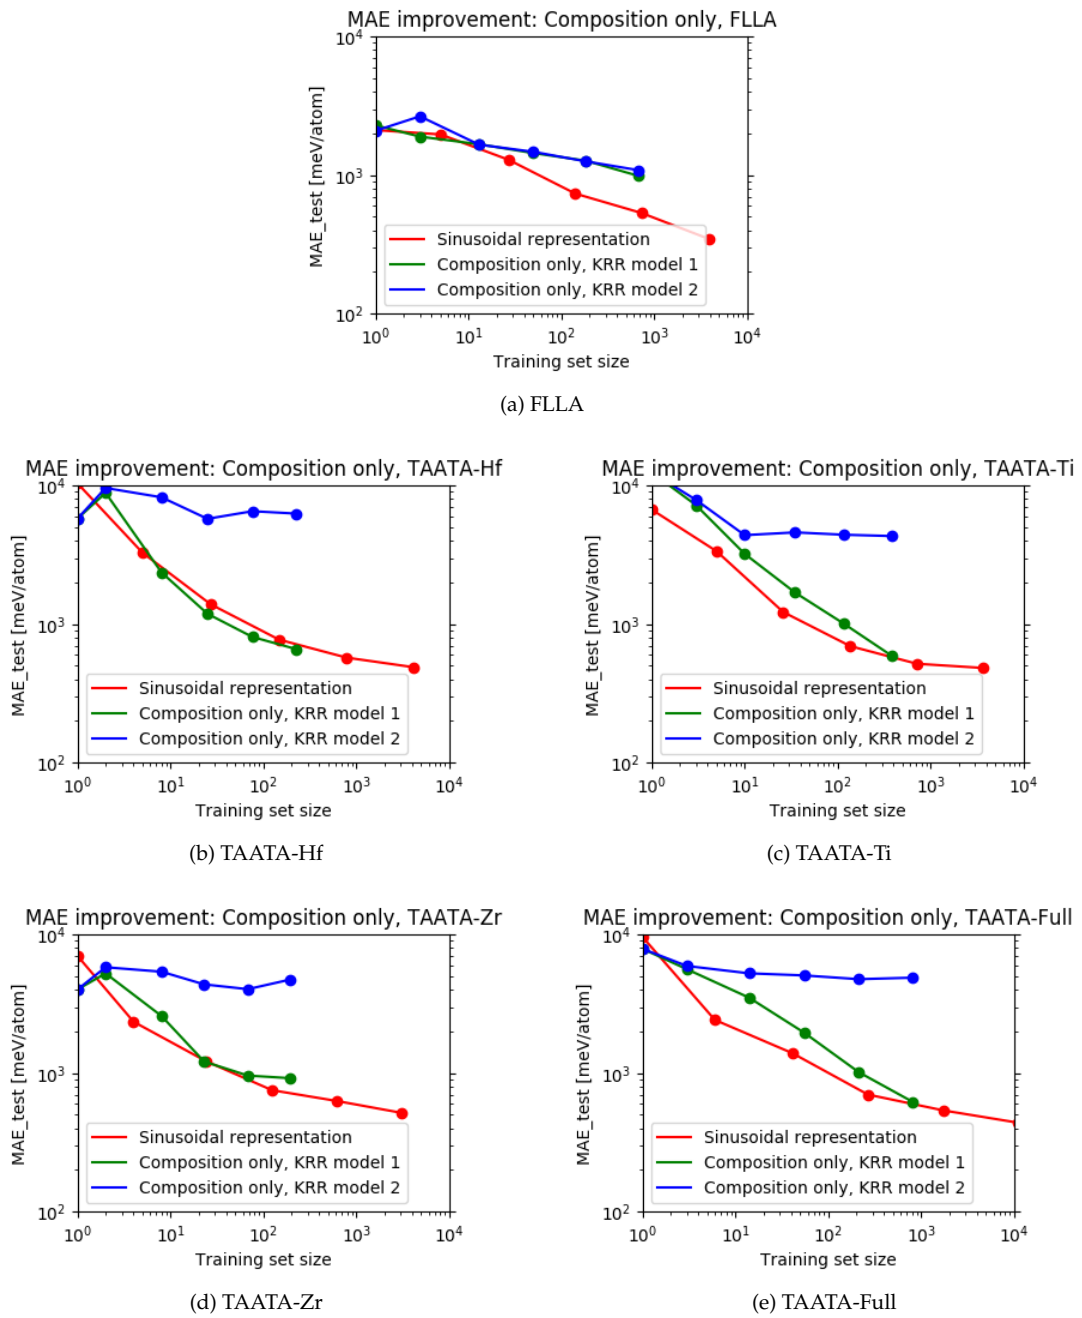 MAE improvement: Composition only, FLLA
10^4
10^3
10^2
MAE_test [meV/atom]
Sinusoidal representation
Composition only, KRR model 1
Composition only, KRR model 2
10^0 10^1 10^2 10^3 10^4
Training set size
(a) FLLA
MAE improvement: Composition only, TAATA-Hf
10^4
10^3
10^2
MAE_test [meV/atom]
Sinusoidal representation
Composition only, KRR model 1
Composition only, KRR model 2
10^0 10^1 10^2 10^3 10^4
Training set size
(b) TAATA-Hf
MAE improvement: Composition only, TAATA-Ti
10^4
10^3
10^2
MAE_test [meV/atom]
Sinusoidal representation
Composition only, KRR model 1
Composition only, KRR model 2
10^0 10^1 10^2 10^3 10^4
Training set size
(c) TAATA-Ti
MAE improvement: Composition only, TAATA-Zr
10^4
10^3
10^2
MAE_test [meV/atom]
Sinusoidal representation
Composition only, KRR model 1
Composition only, KRR model 2
10^0 10^1 10^2 10^3 10^4
Training set size
(d) TAATA-Zr
MAE improvement: Composition only, TAATA-Full
10^4
10^3
10^2
MAE_test [meV/atom]
Sinusoidal representation
Composition only, KRR model 1
Composition only, KRR model 2
10^0 10^1 10^2 10^3 10^4
Training set size
(e) TAATA-Full